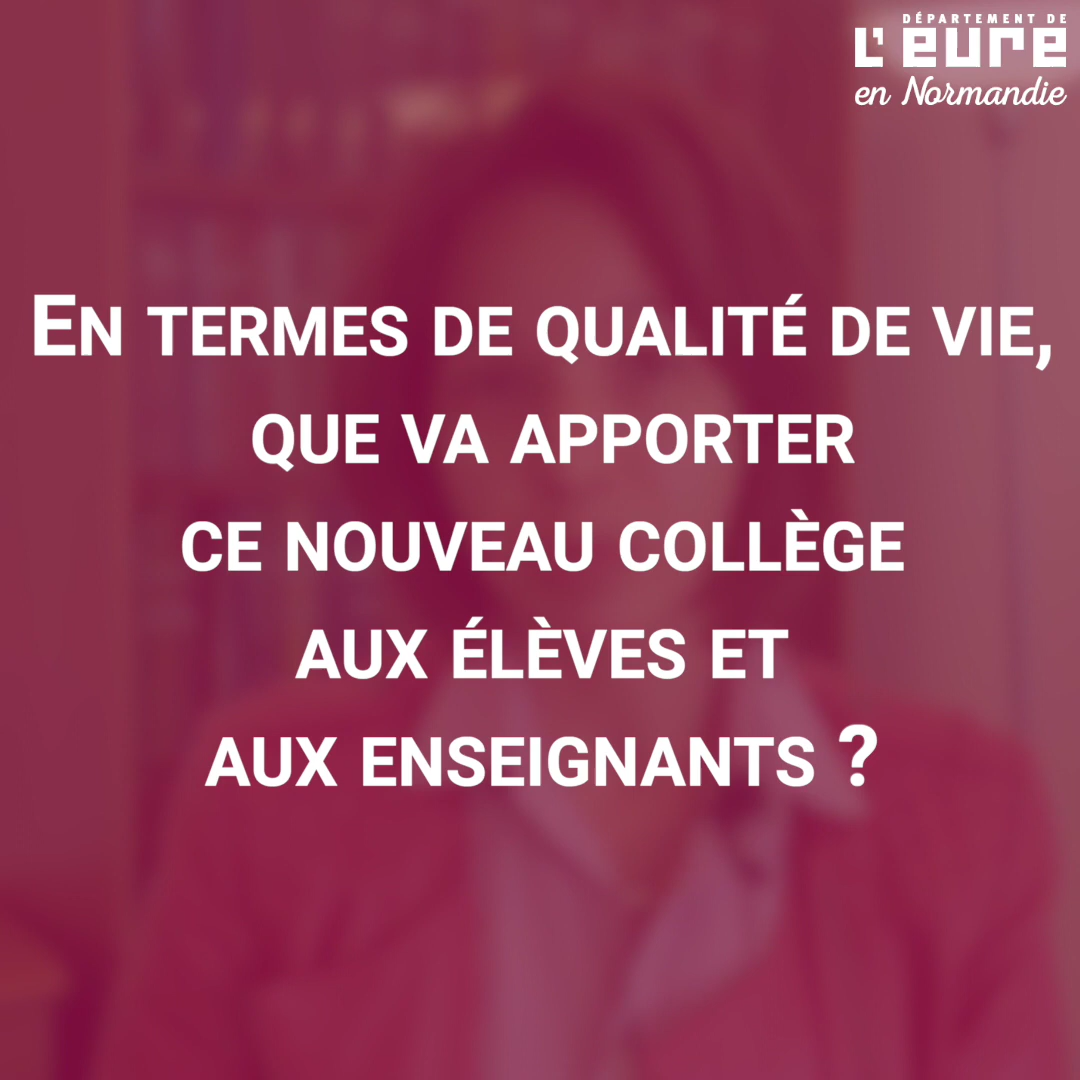 DÉPARTEMENT DE
L'EURE
en Normandie
EN TERMES DE QUALITÉ DE VIE,
QUE VA APPORTER
CE NOUVEAU COLLÈGE
AUX ÉLÈVES ET
AUX ENSEIGNANTS ?